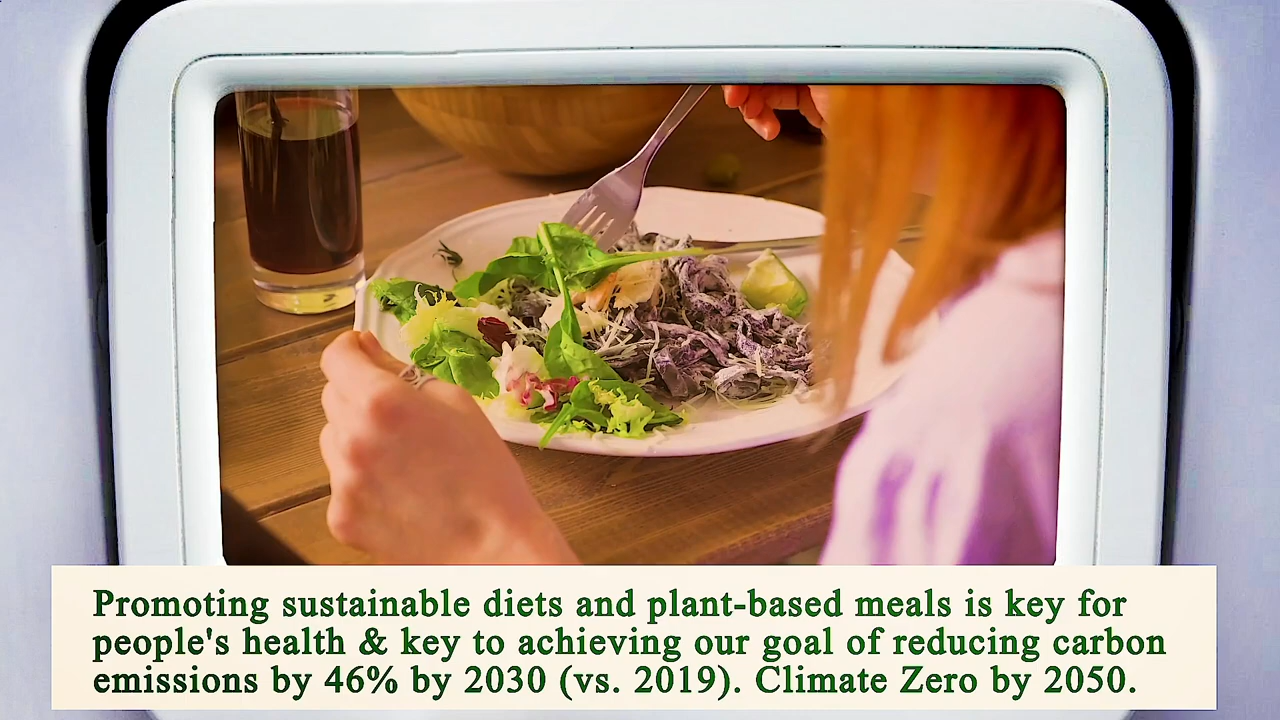 Promoting sustainable diets and plant-based meals is key for
people's health & key to achieving our goal of reducing carbon
emissions by 46% by 2030 (vs. 2019). Climate Zero by 2050.